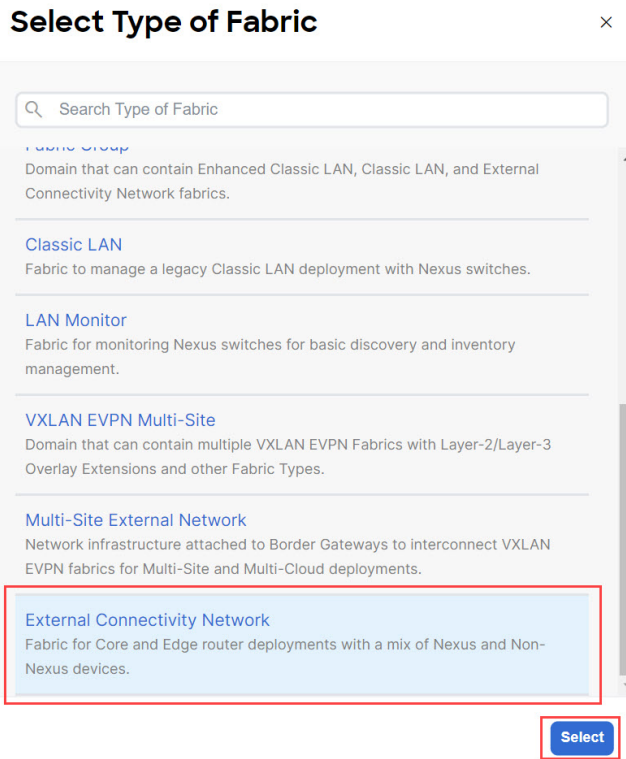 Select Type of Fabric
Search Type of Fabric
Fabric Group
Domain that can contain Enhanced Classic LAN, Classic LAN, and External
Connectivity Network fabrics.
Classic LAN
Fabric to manage a legacy Classic LAN deployment with Nexus switches.
LAN Monitor
Fabric for monitoring Nexus switches for basic discovery and inventory
management.
VXLAN EVPN Multi-Site
Domain that can contain multiple VXLAN EVPN Fabrics with Layer-2/Layer-3
Overlay Extensions and other Fabric Types.
Multi-Site External Network
Network infrastructure attached to Border Gateways to interconnect VXLAN
EVPN fabrics for Multi-Site and Multi-Cloud deployments.
External Connectivity Network
Fabric for Core and Edge router deployments with a mix of Nexus and Non-
Nexus devices.
Select